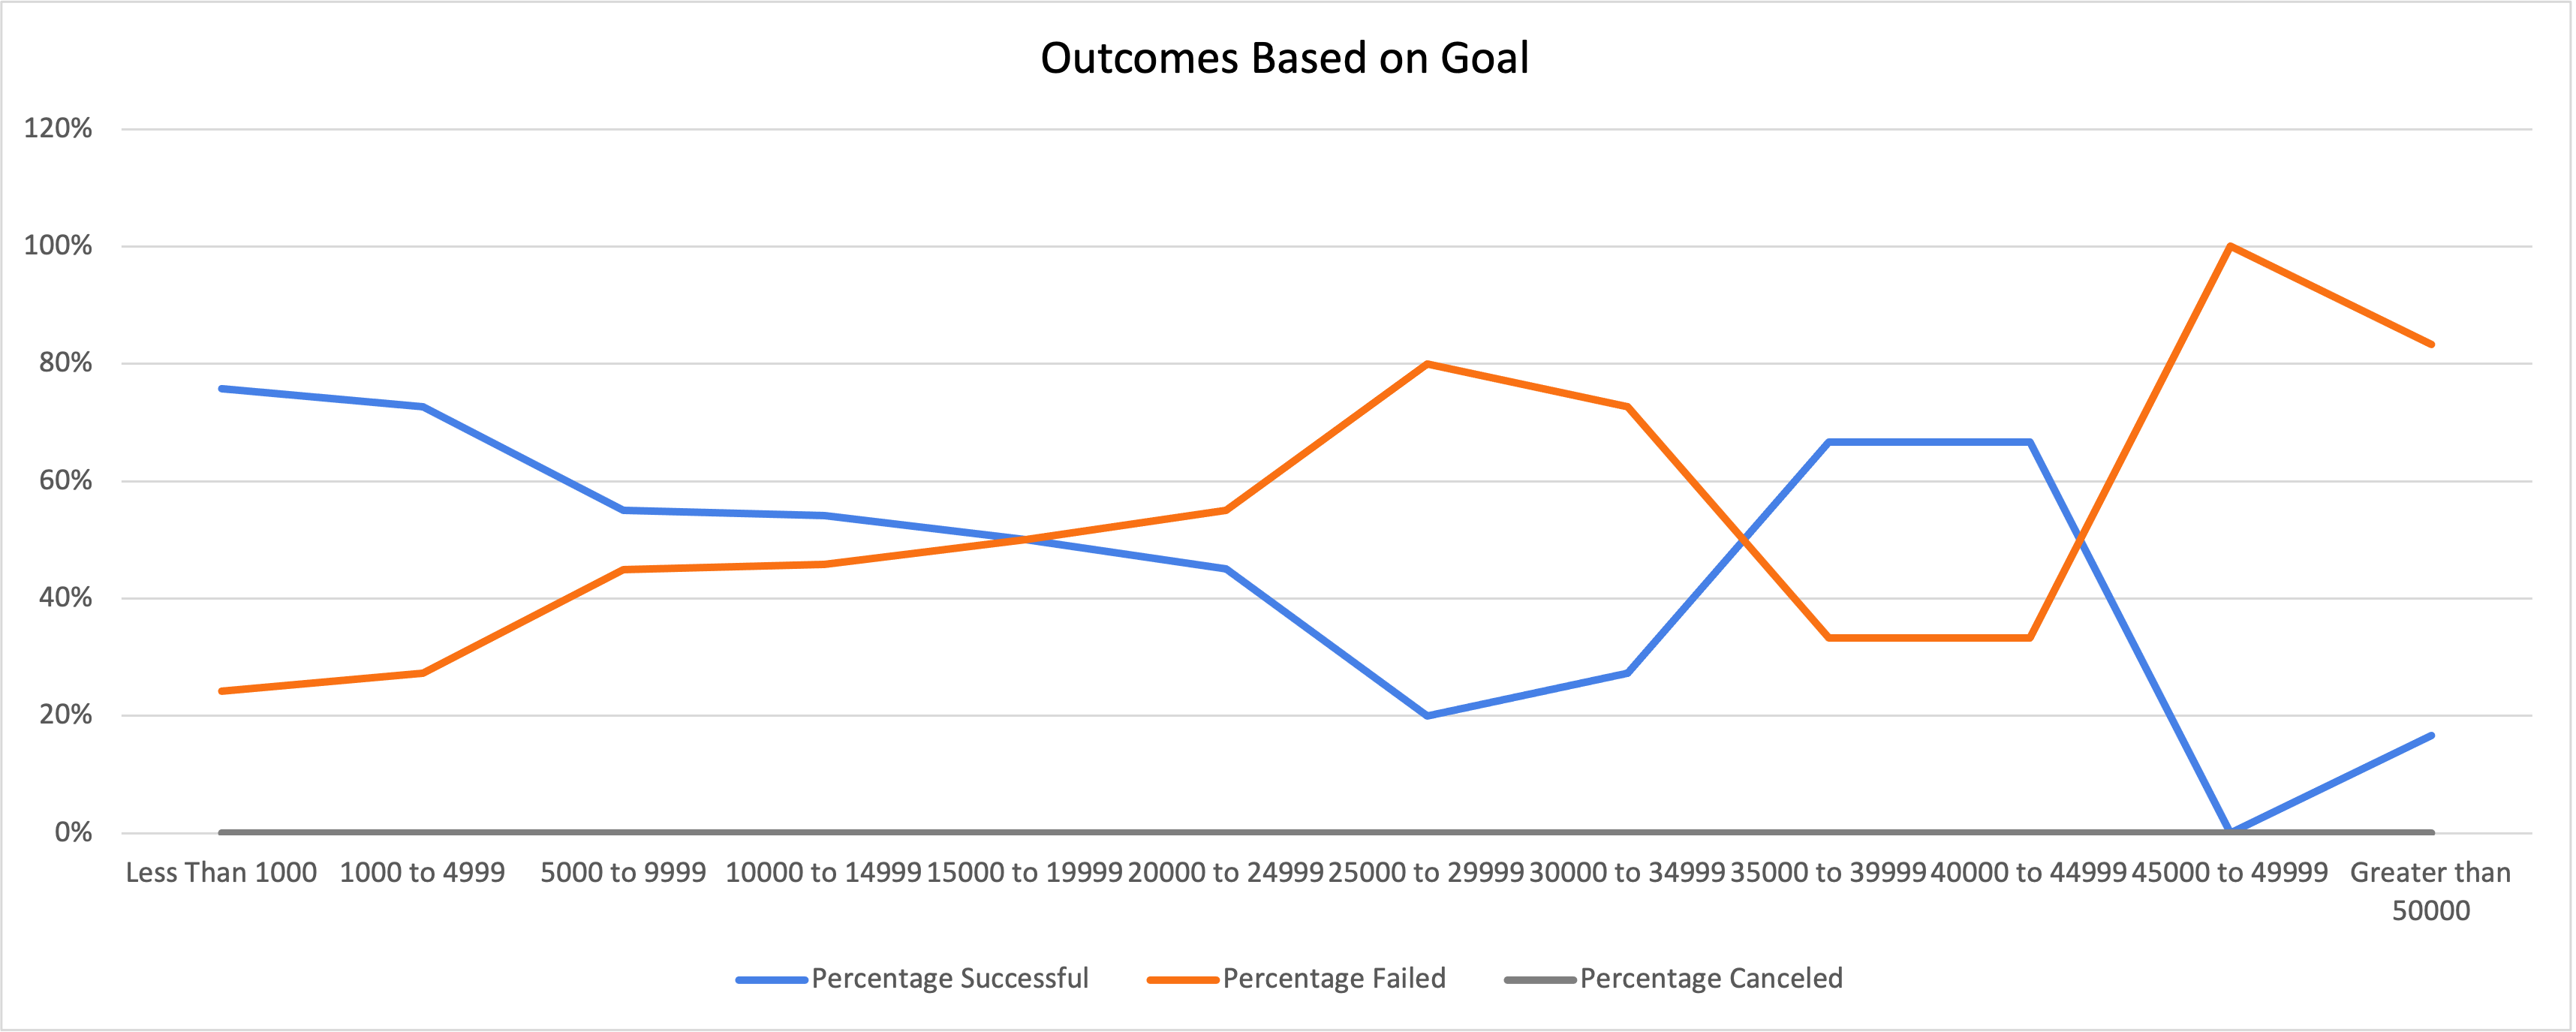 Outcomes Based on Goal
120%
100%
80%
60%
40%
20%
0%
Less Than 1000
1000 to 4999
5000 to 9999
10000 to 14999
15000 to 19999
20000 to 24999
25000 to 29999
30000 to 34999
35000 to 39999
40000 to 44999
45000 to 49999
Greater than
50000
Percentage Successful
Percentage Failed
Percentage Canceled